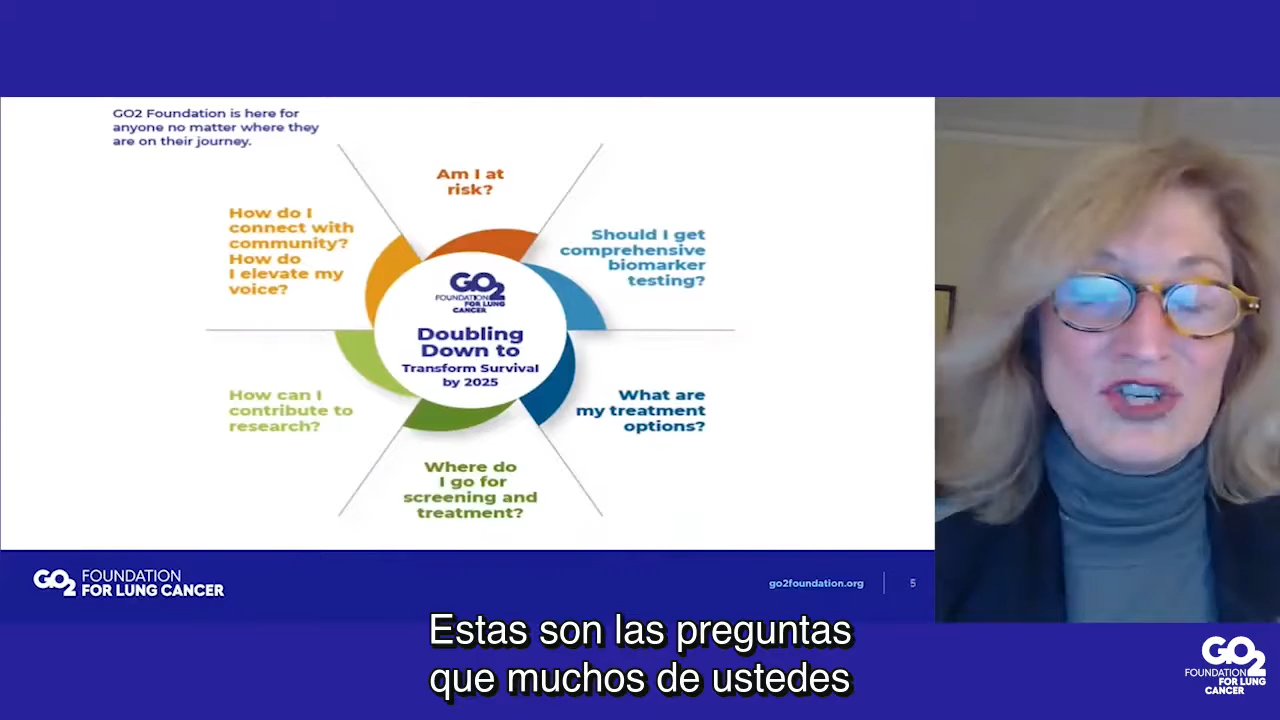 GO2 Foundation is here for
anyone no matter where they
are on their journey.
Am I at
risk?
Should I get
comprehensive
biomarker
testing?
What are
my treatment
options?
Where do
I go for
screening and
treatment?
How can I
contribute to
research?
How do I
connect with
community?
How do
I elevate my
voice?
GO2
FOUNDATION
FOR LUNG
CANCER
Doubling
Down to
Transform Survival
by 2025
GO2 FOUNDATION
FOR LUNG CANCER
go2foundation.org
5
Estas son las preguntas
que muchos de ustedes
GO2
FOUNDATION
FOR LUNG
CANCER